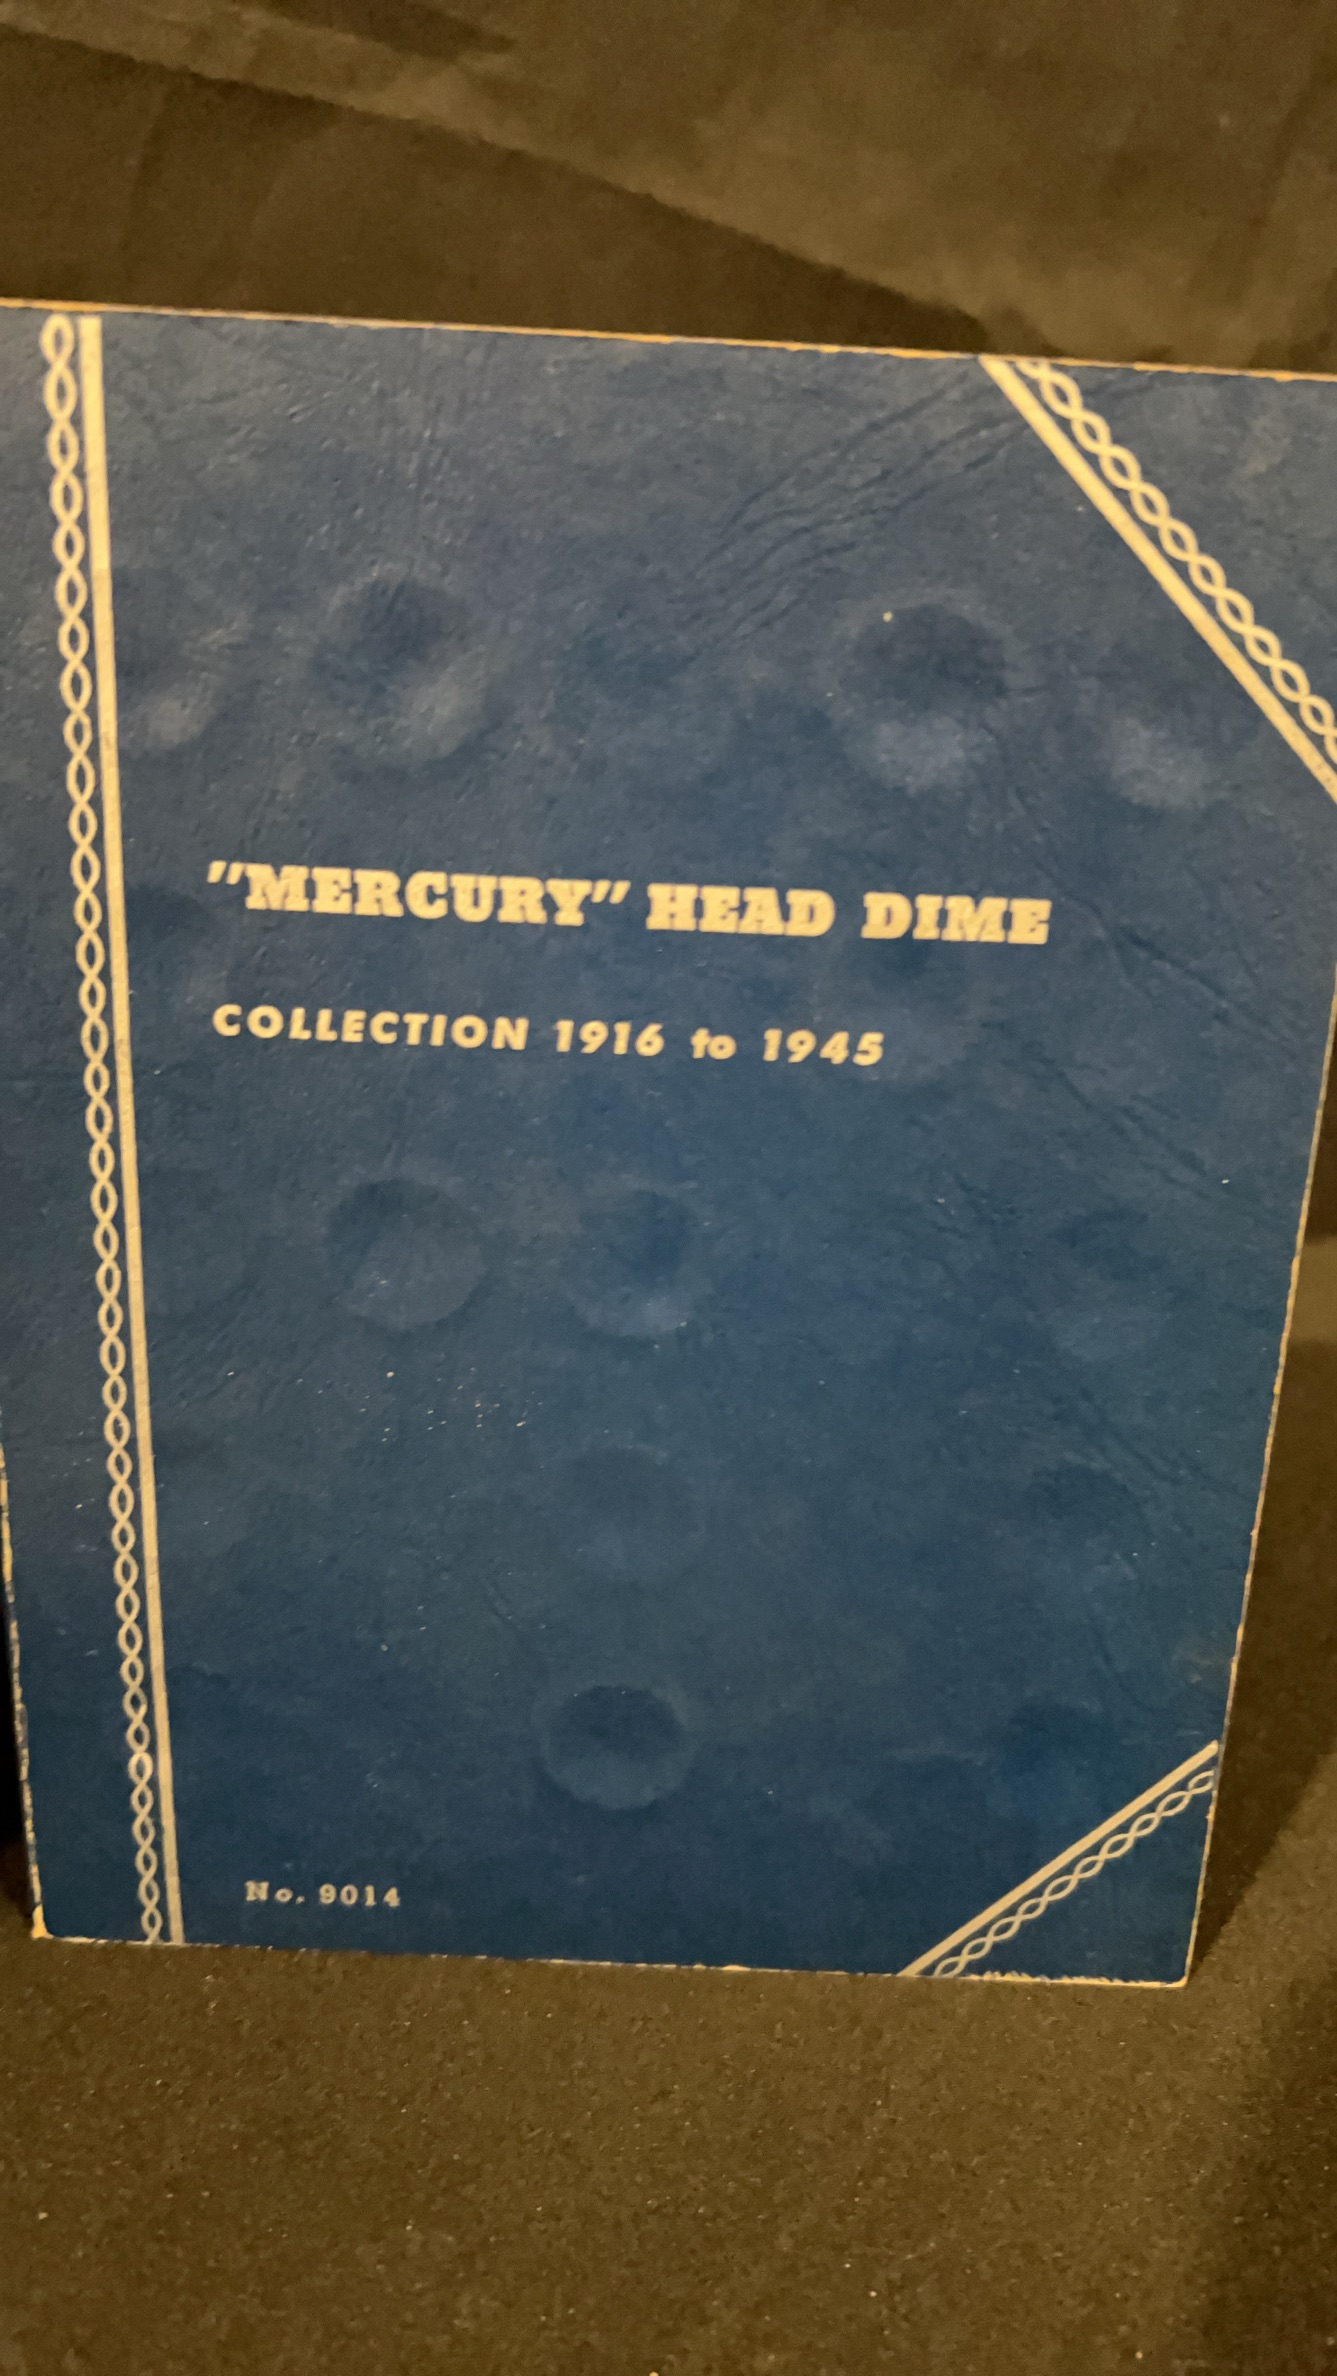 "MERCURY" HEAD DIME
COLLECTION 1916 to 1945
No. 9014